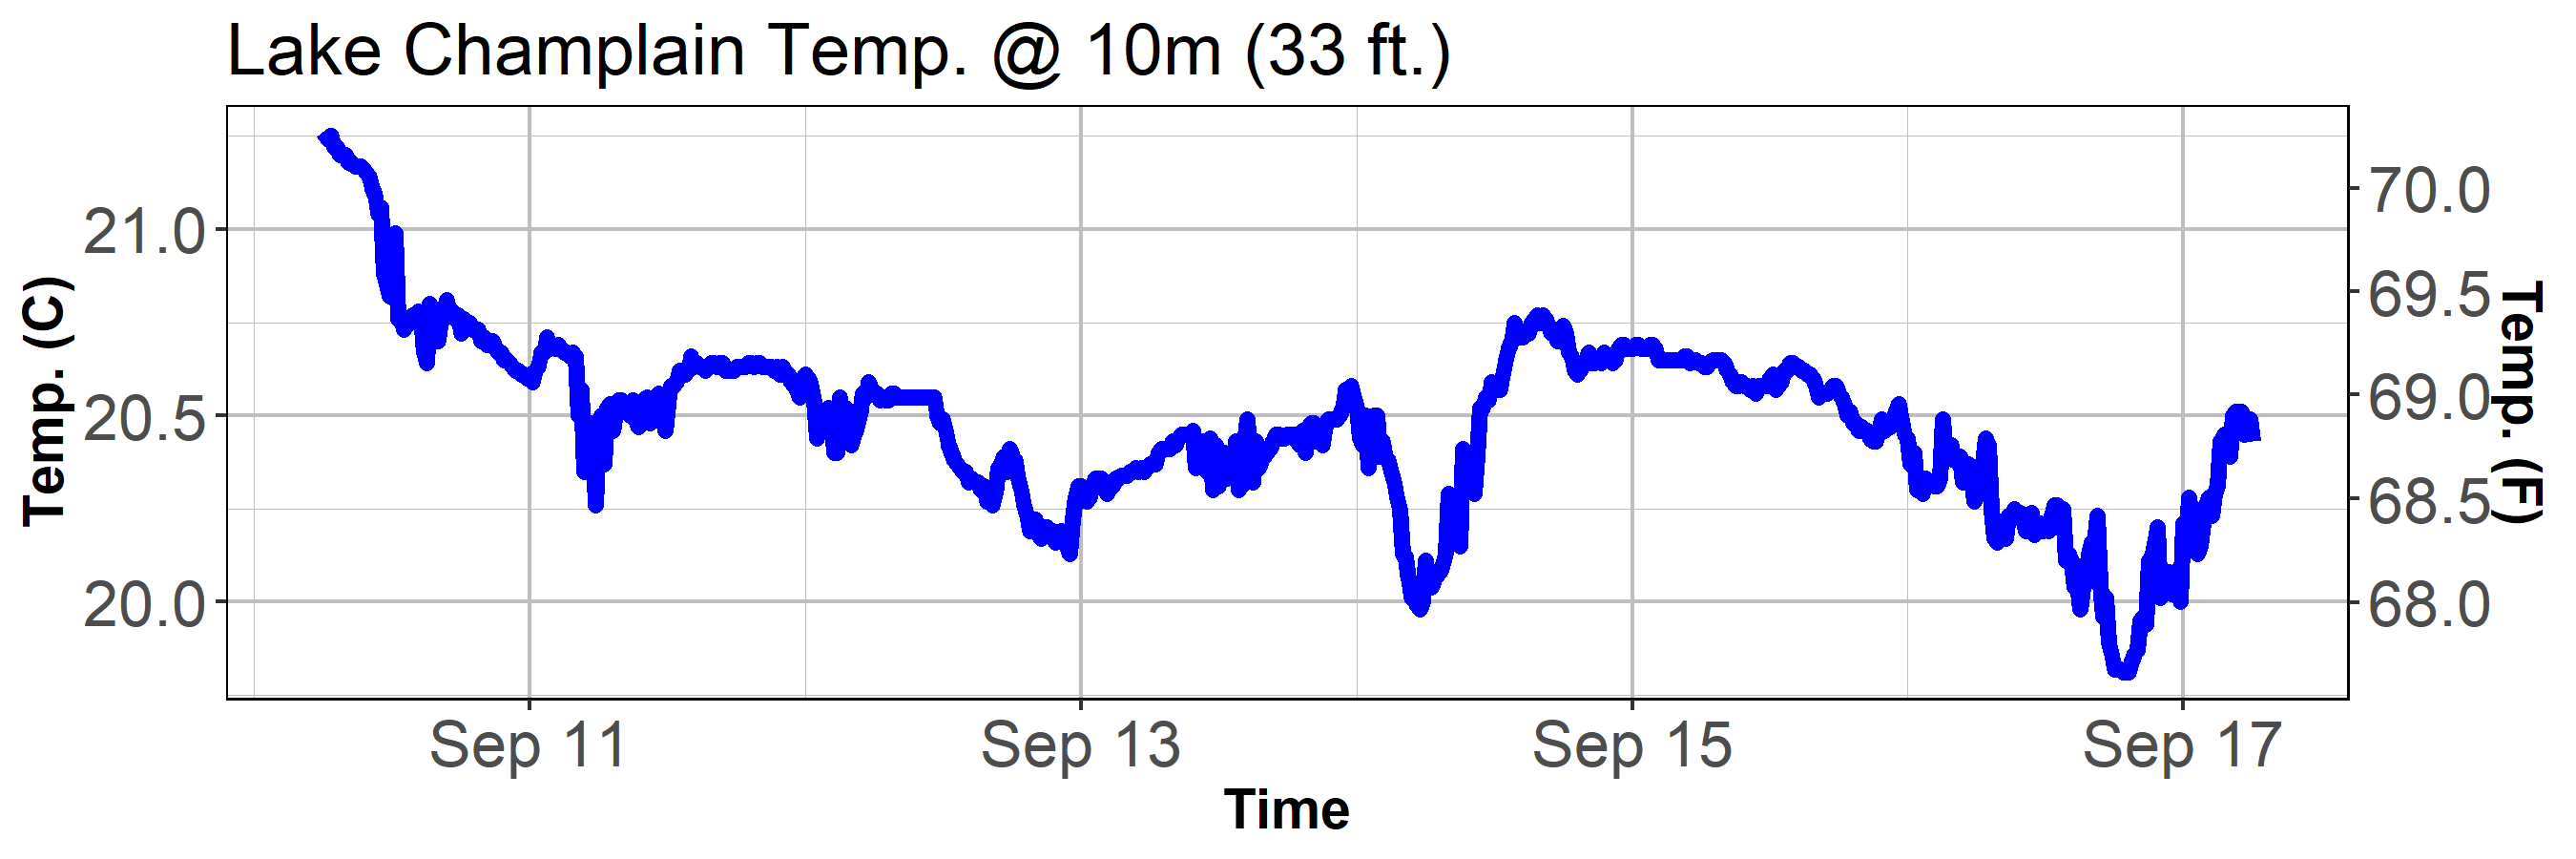 Lake Champlain Temp. @ 10m (33 ft.)
Temp. (C)
21.0
20.5
20.0
70.0
69.5
69.0
68.5
68.0
Temp. (F)
Sep 11
Sep 13
Sep 15
Sep 17
Time